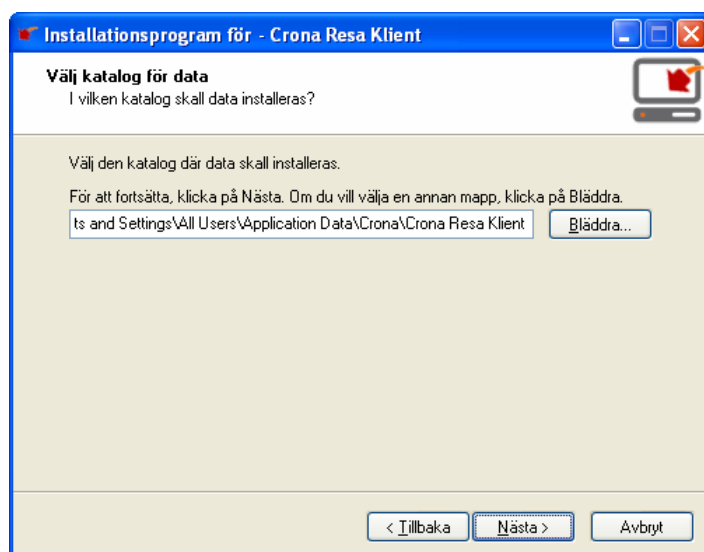 Installationsprogram för - Crona Resa Klient
Välj katalog för data
I vilken katalog skall data installeras?
Välj den katalog där data skall installeras.
För att fortsätta, klicka på Nästa. Om du vill välja en annan mapp, klicka på Bläddra.
ts and Settings\All Users\Application Data\Crona\Crona Resa Klient
Bläddra...
< Tillbaka
Nästa >
Avbryt